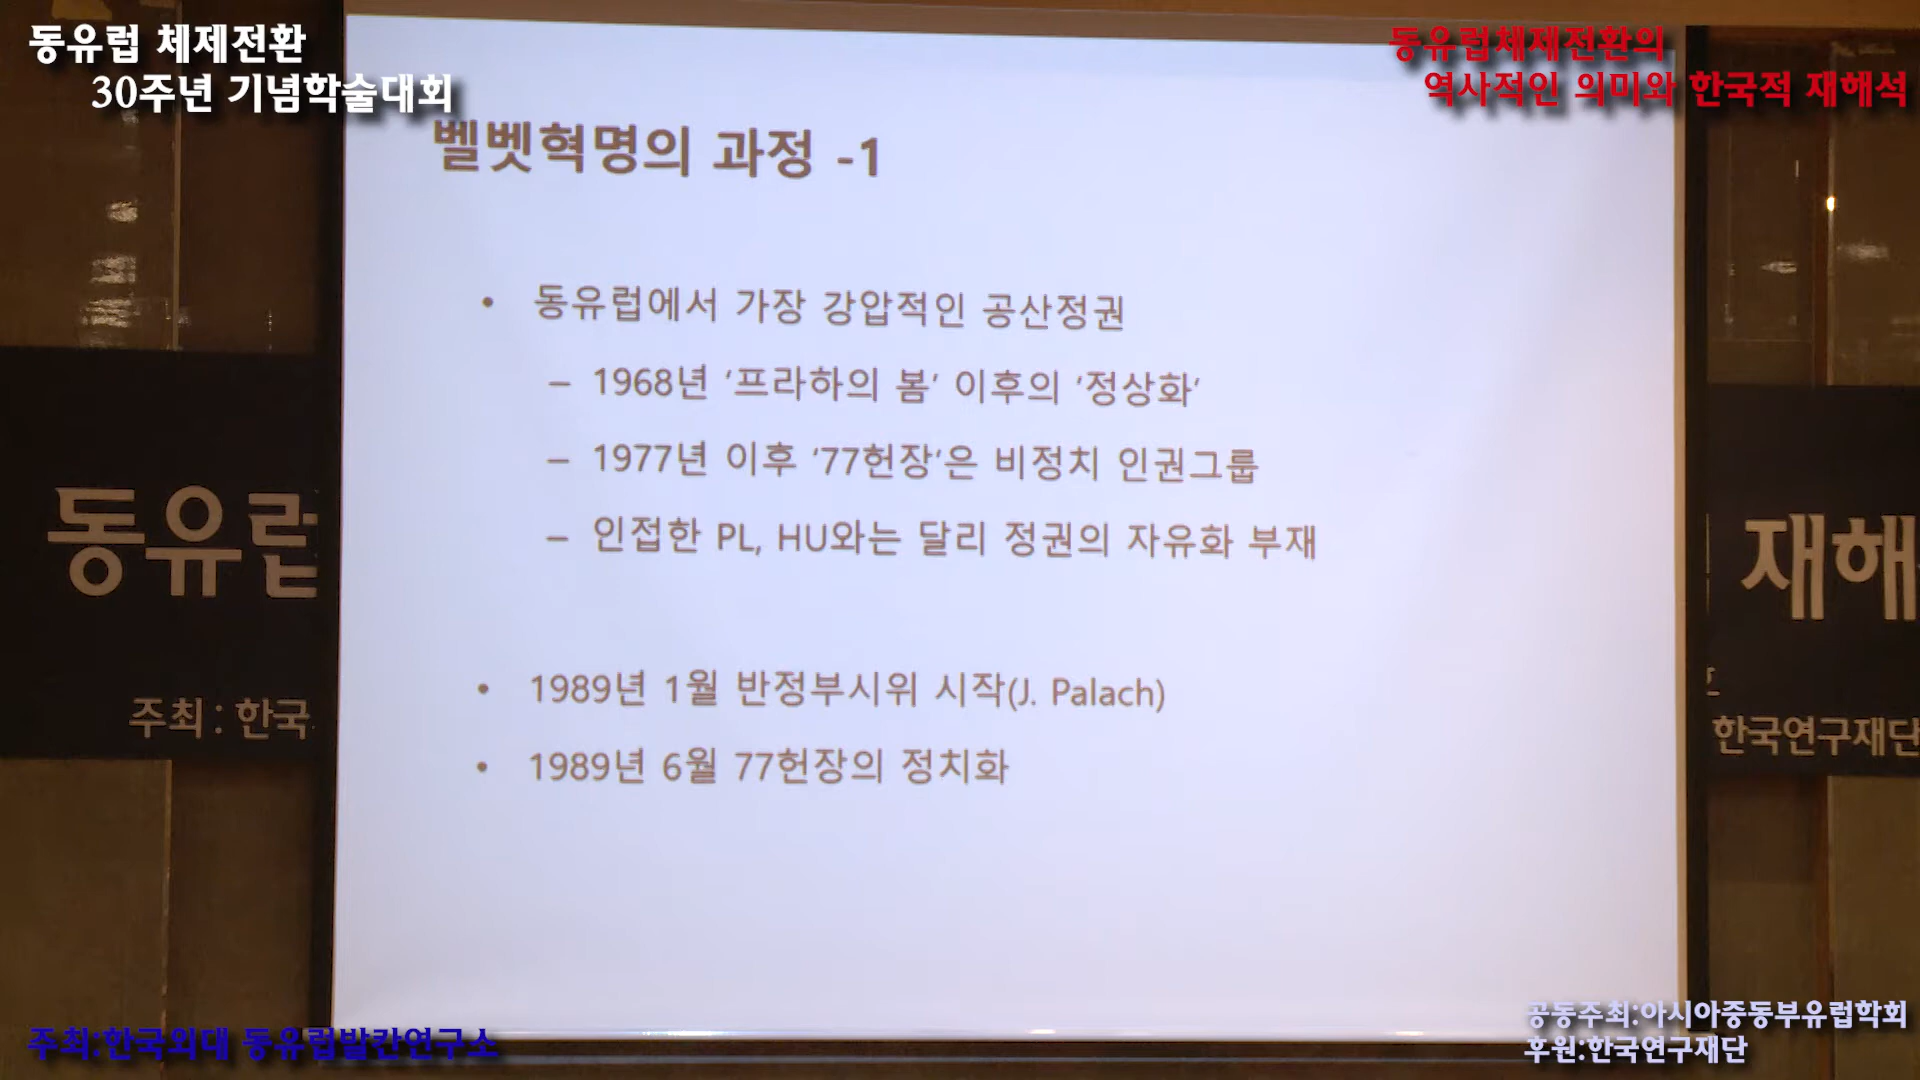 동유럽 체제전환
30주년 기념학술대회
동유럽체제전환의
역사적인 의미와 한국적 재해석
벨벳혁명의 과정 -1
• 동유럽에서 가장 강압적인 공산정권
– 1968년 ‘프라하의 봄’ 이후의 ‘정상화’
– 1977년 이후 ‘77헌장’은 비정치 인권그룹
– 인접한 PL, HU와는 달리 정권의 자유화 부재
• 1989년 1월 반정부시위 시작(J. Palach)
• 1989년 6월 77헌장의 정치화
동유럽
재해
주최 : 한국
한국연구재단
주최:한국외대 동유럽발칸연구소
공동주최:아시아중동부유럽학회
후원:한국연구재단